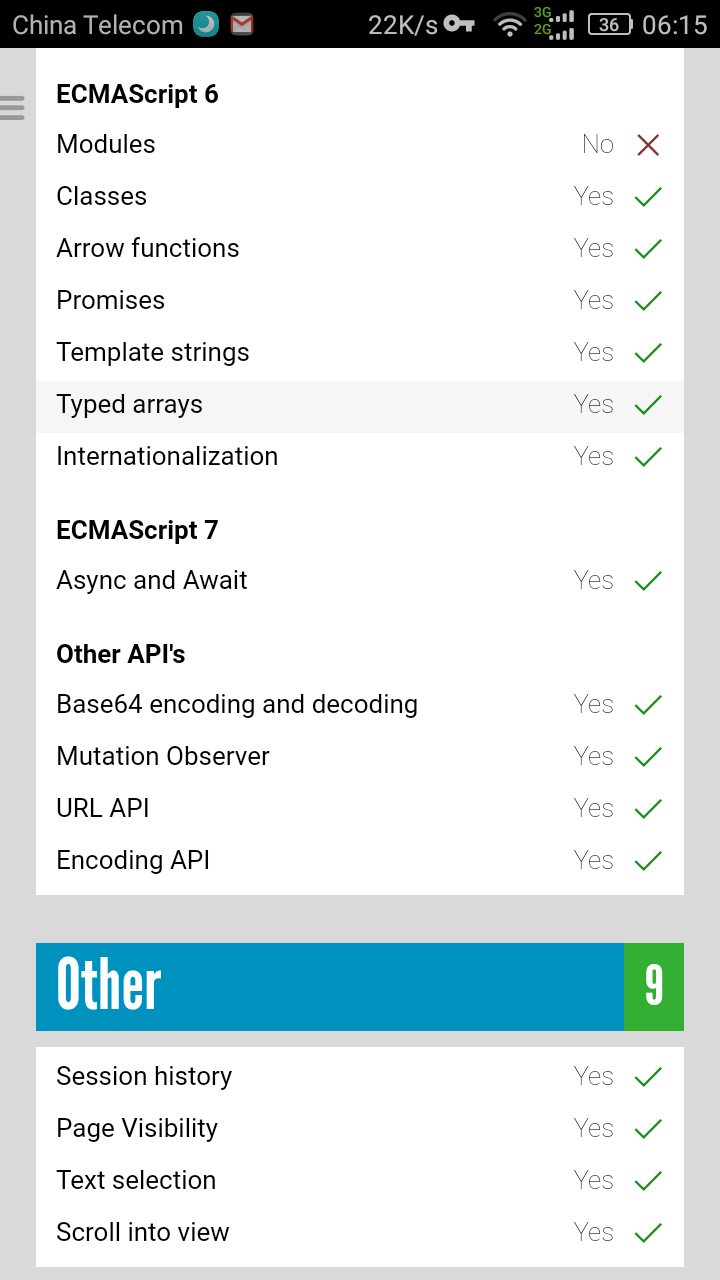 China Telecom 22K/s 3G 2G 36 06:15
ECMAScript 6
Modules No
Classes Yes
Arrow functions Yes
Promises Yes
Template strings Yes
Typed arrays Yes
Internationalization Yes
ECMAScript 7
Async and Await Yes
Other API's
Base64 encoding and decoding Yes
Mutation Observer Yes
URL API Yes
Encoding API Yes
Other 9
Session history Yes
Page Visibility Yes
Text selection Yes
Scroll into view Yes